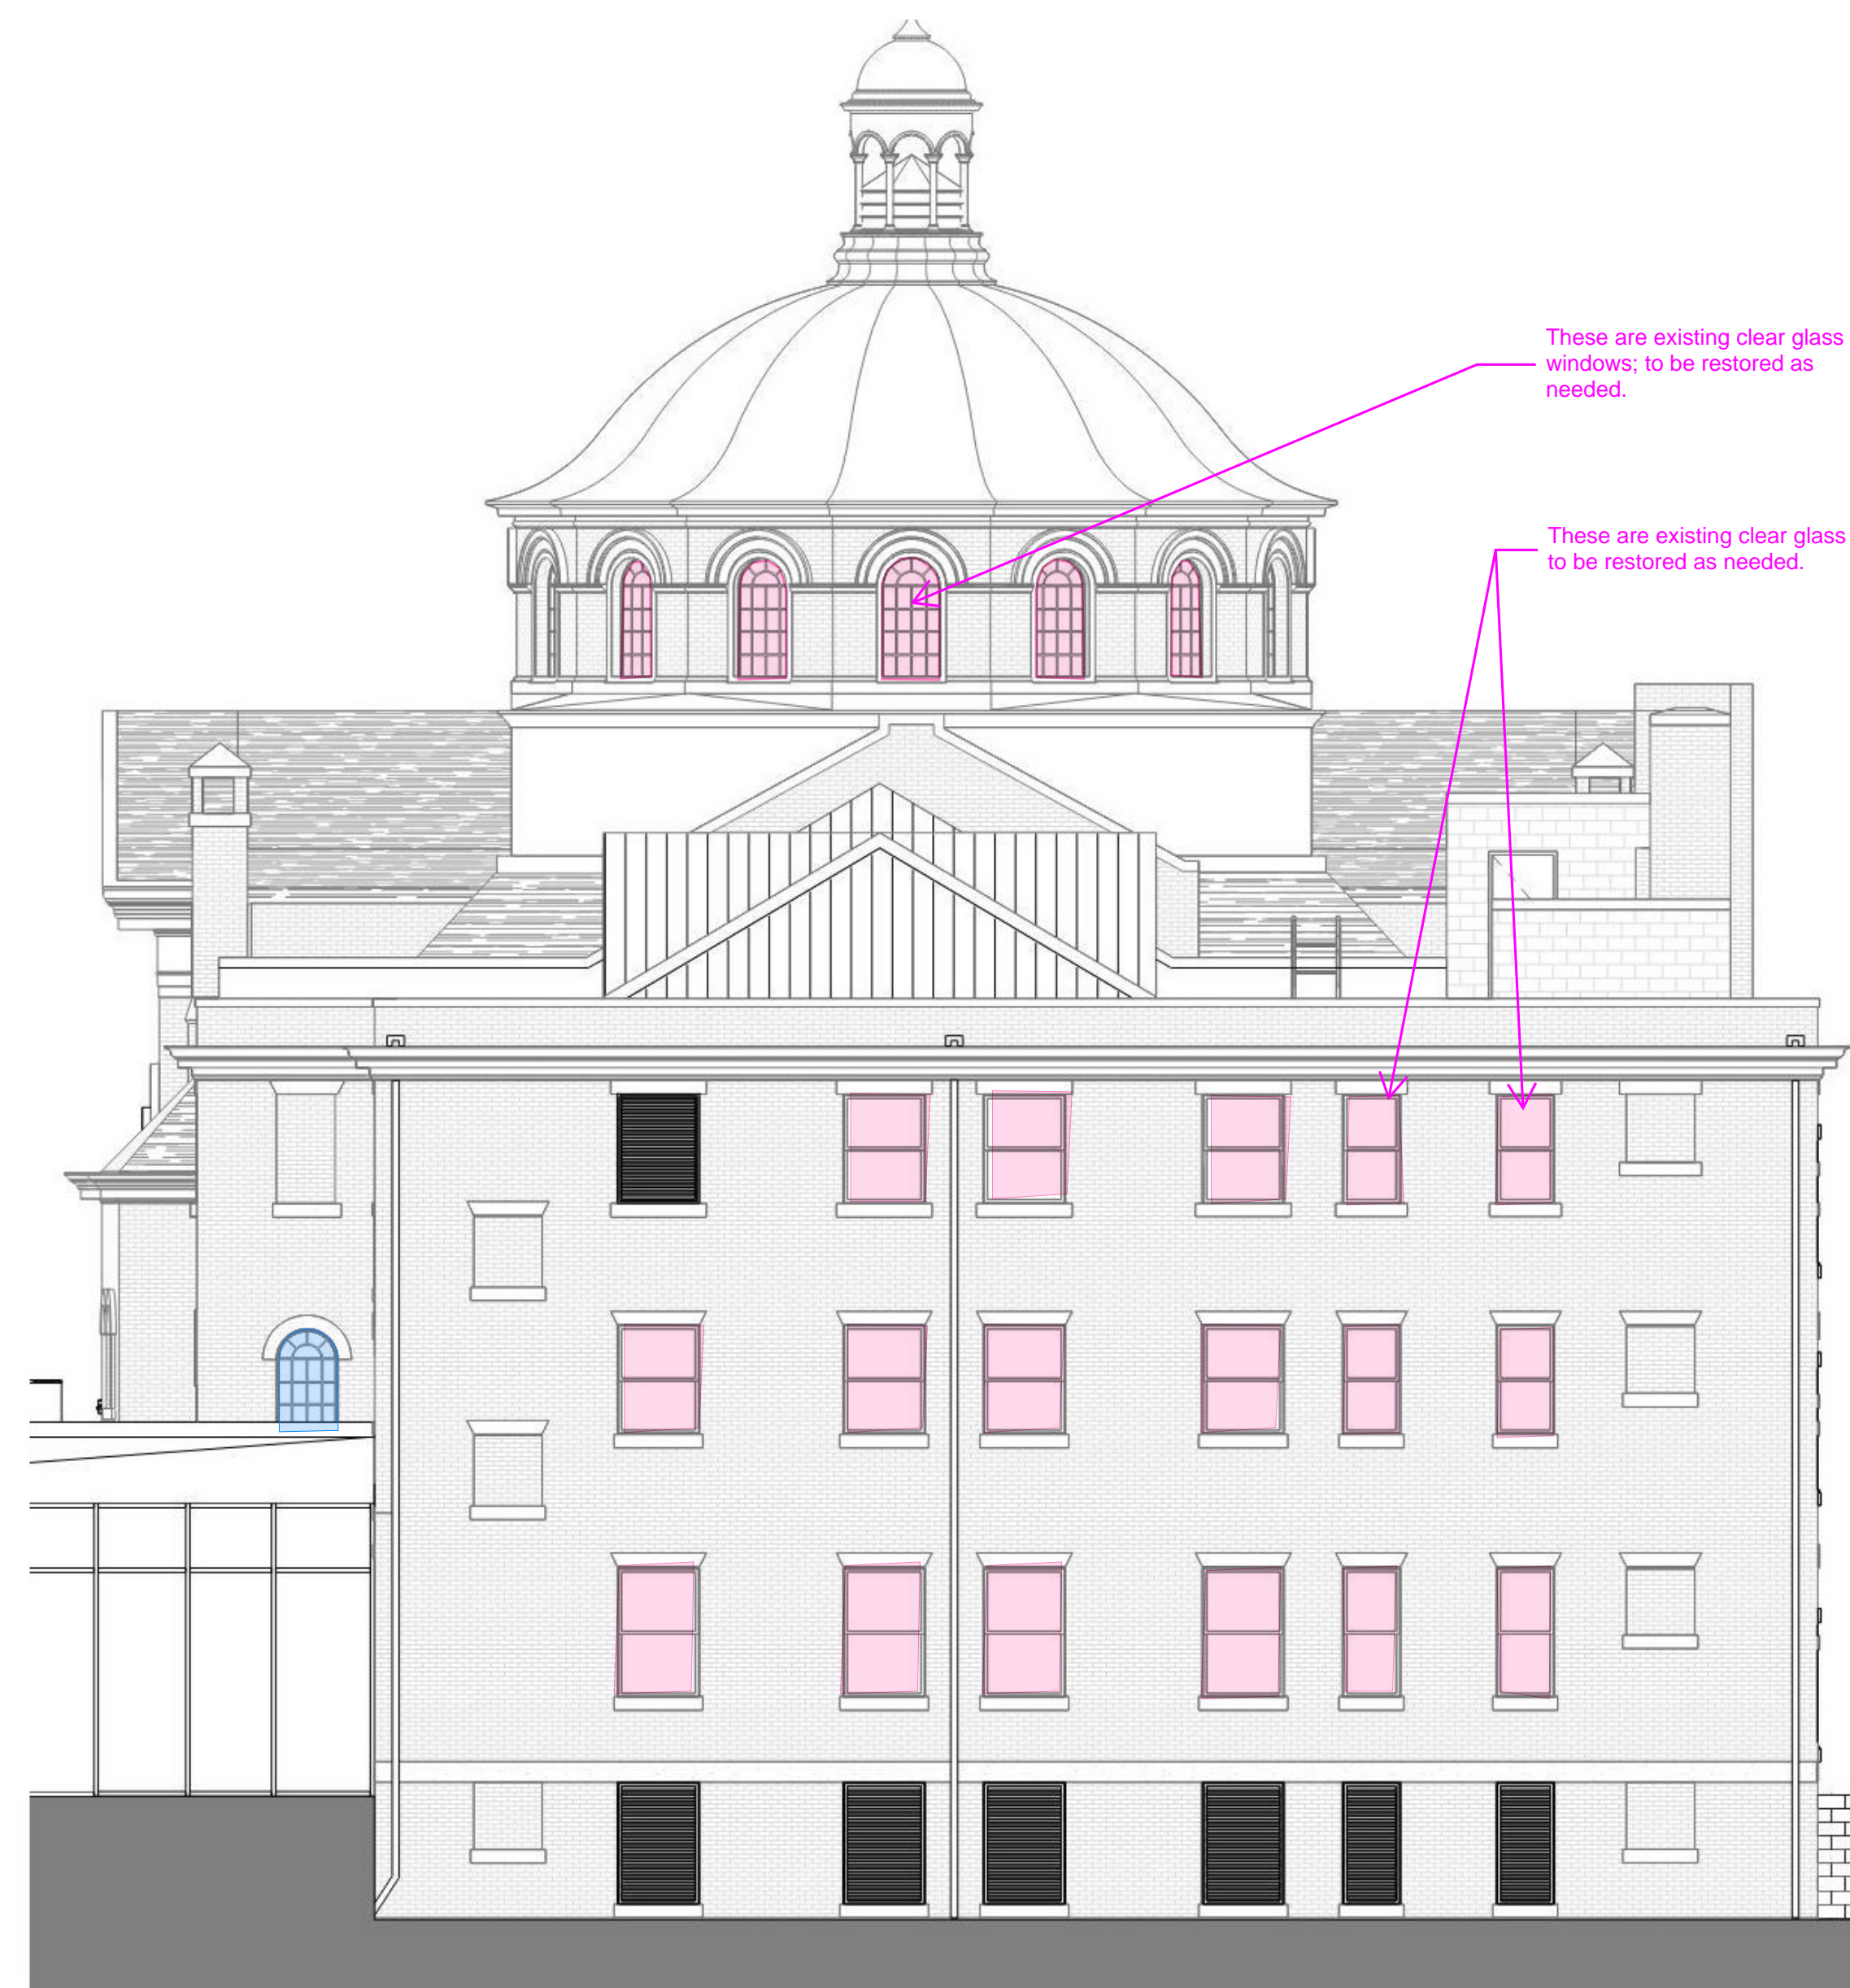 These are existing clear glass
windows; to be restored as
needed.
These are existing clear glass
to be restored as needed.